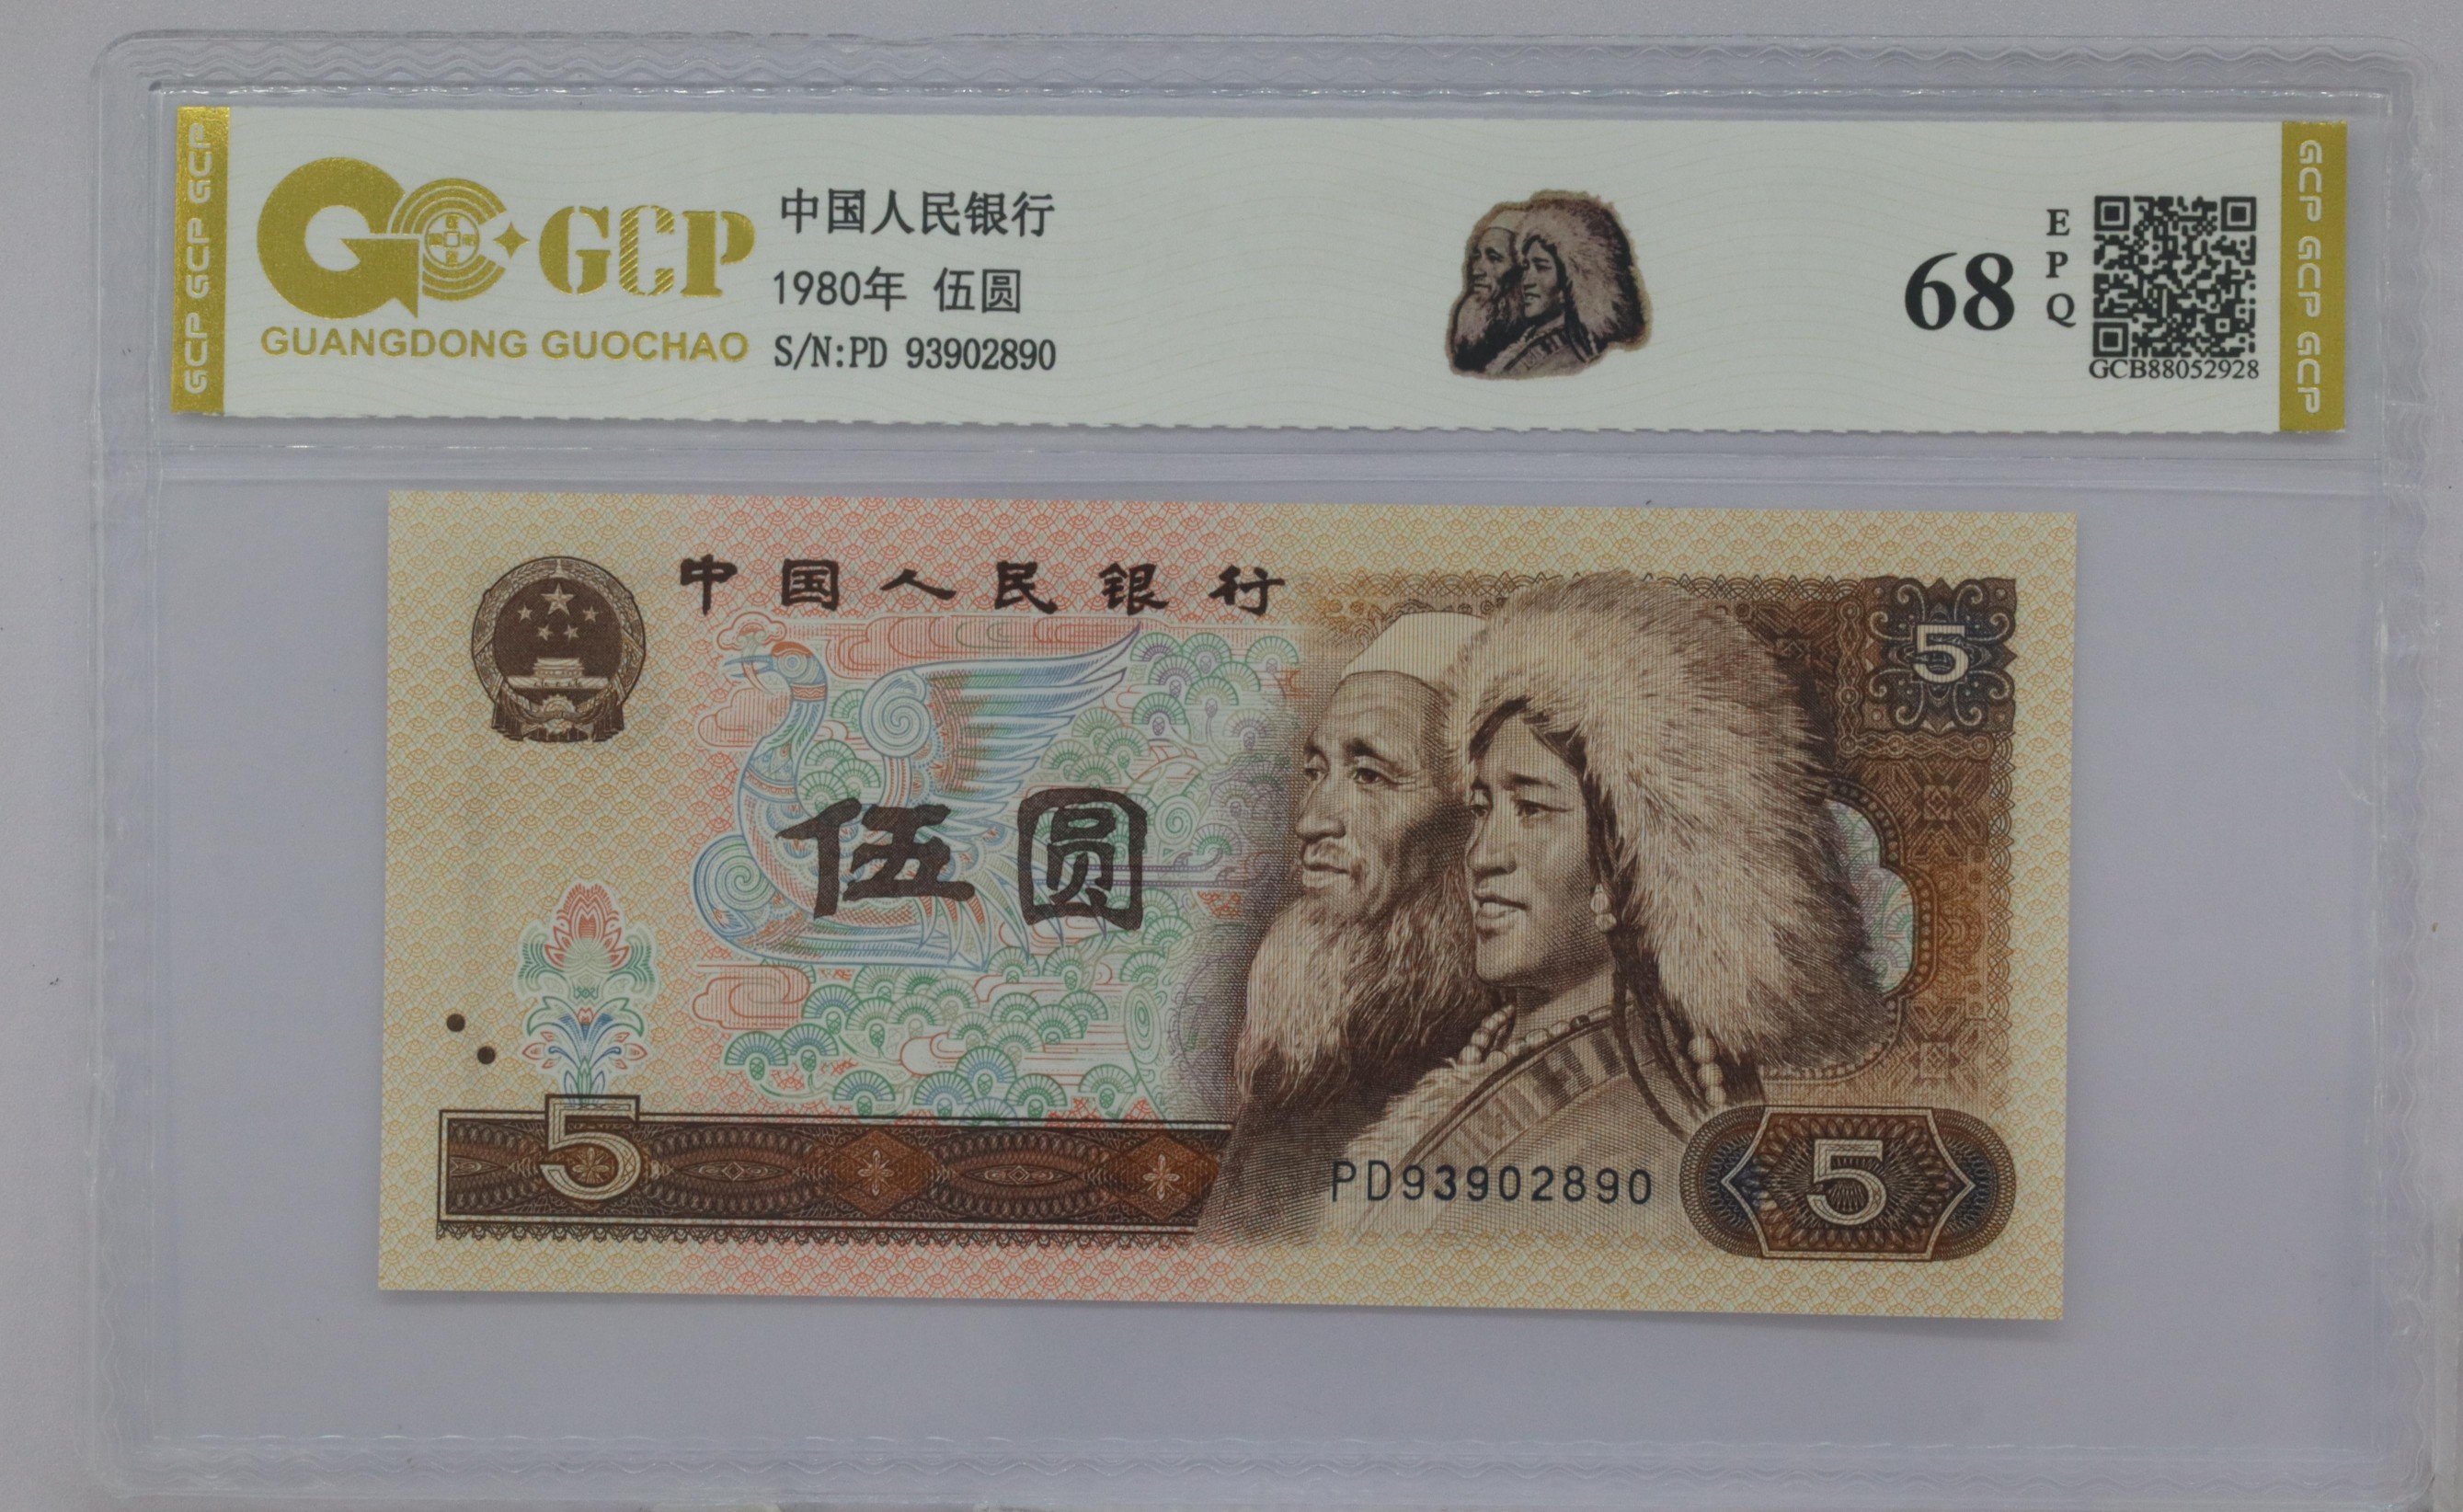 GCP GCP GCP GCP
GCP
GUANGDONG GUOCHAO
中国人民银行
1980年 伍圆
S/N:PD 93902890
68
EPQ
GCB88052928
GCP GCP GCP GCP
中国人民银行
5
伍圆
5
PD93902890
5